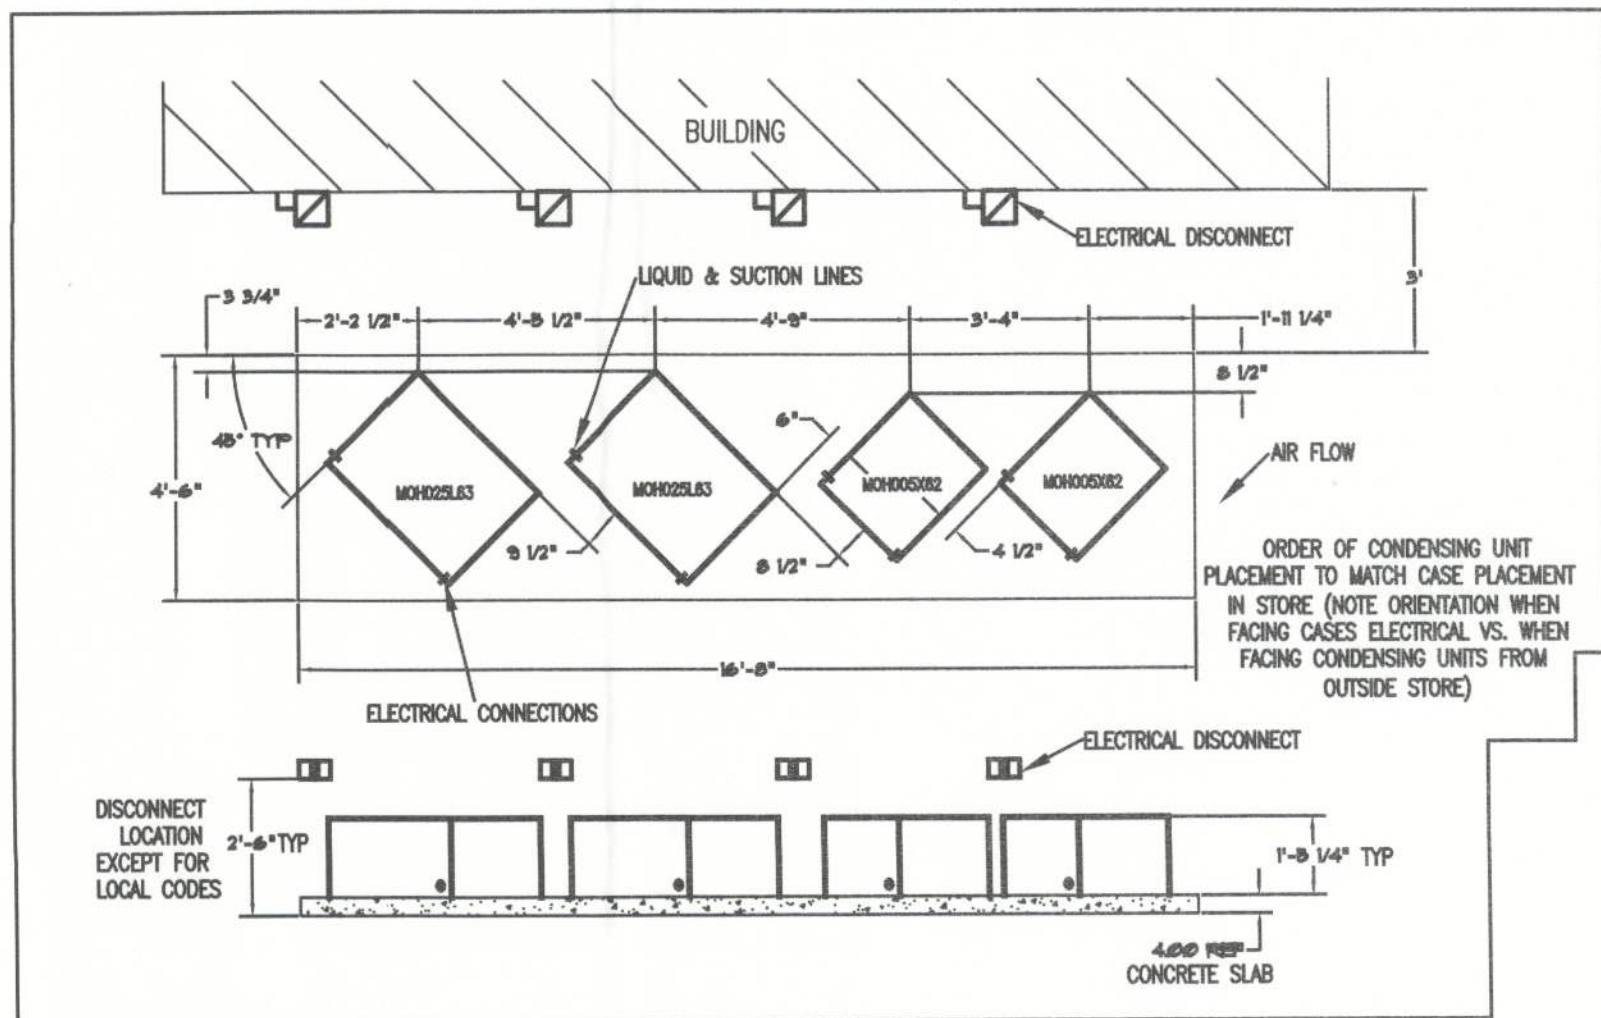 BUILDING
ELECTRICAL DISCONNECT
LIQUID & SUCTION LINES
3'
3 3/4"
2'-2 1/2"
4'-5 1/2"
4'-9"
3'-4"
1'-11 1/4"
8 1/2"
6"
45° TYP
AIR FLOW
4'-6"
MOH025L63
MOH025L63
MOH005X62
MOH005X62
9 1/2"
8 1/2"
4 1/2"
ORDER OF CONDENSING UNIT
PLACEMENT TO MATCH CASE PLACEMENT
IN STORE (NOTE ORIENTATION WHEN
FACING CASES ELECTRICAL VS. WHEN
FACING CONDENSING UNITS FROM
OUTSIDE STORE)
16'-8"
ELECTRICAL CONNECTIONS
ELECTRICAL DISCONNECT
DISCONNECT
LOCATION
EXCEPT FOR
LOCAL CODES
2'-6" TYP
1'-5 1/4" TYP
4.00 REF
CONCRETE SLAB